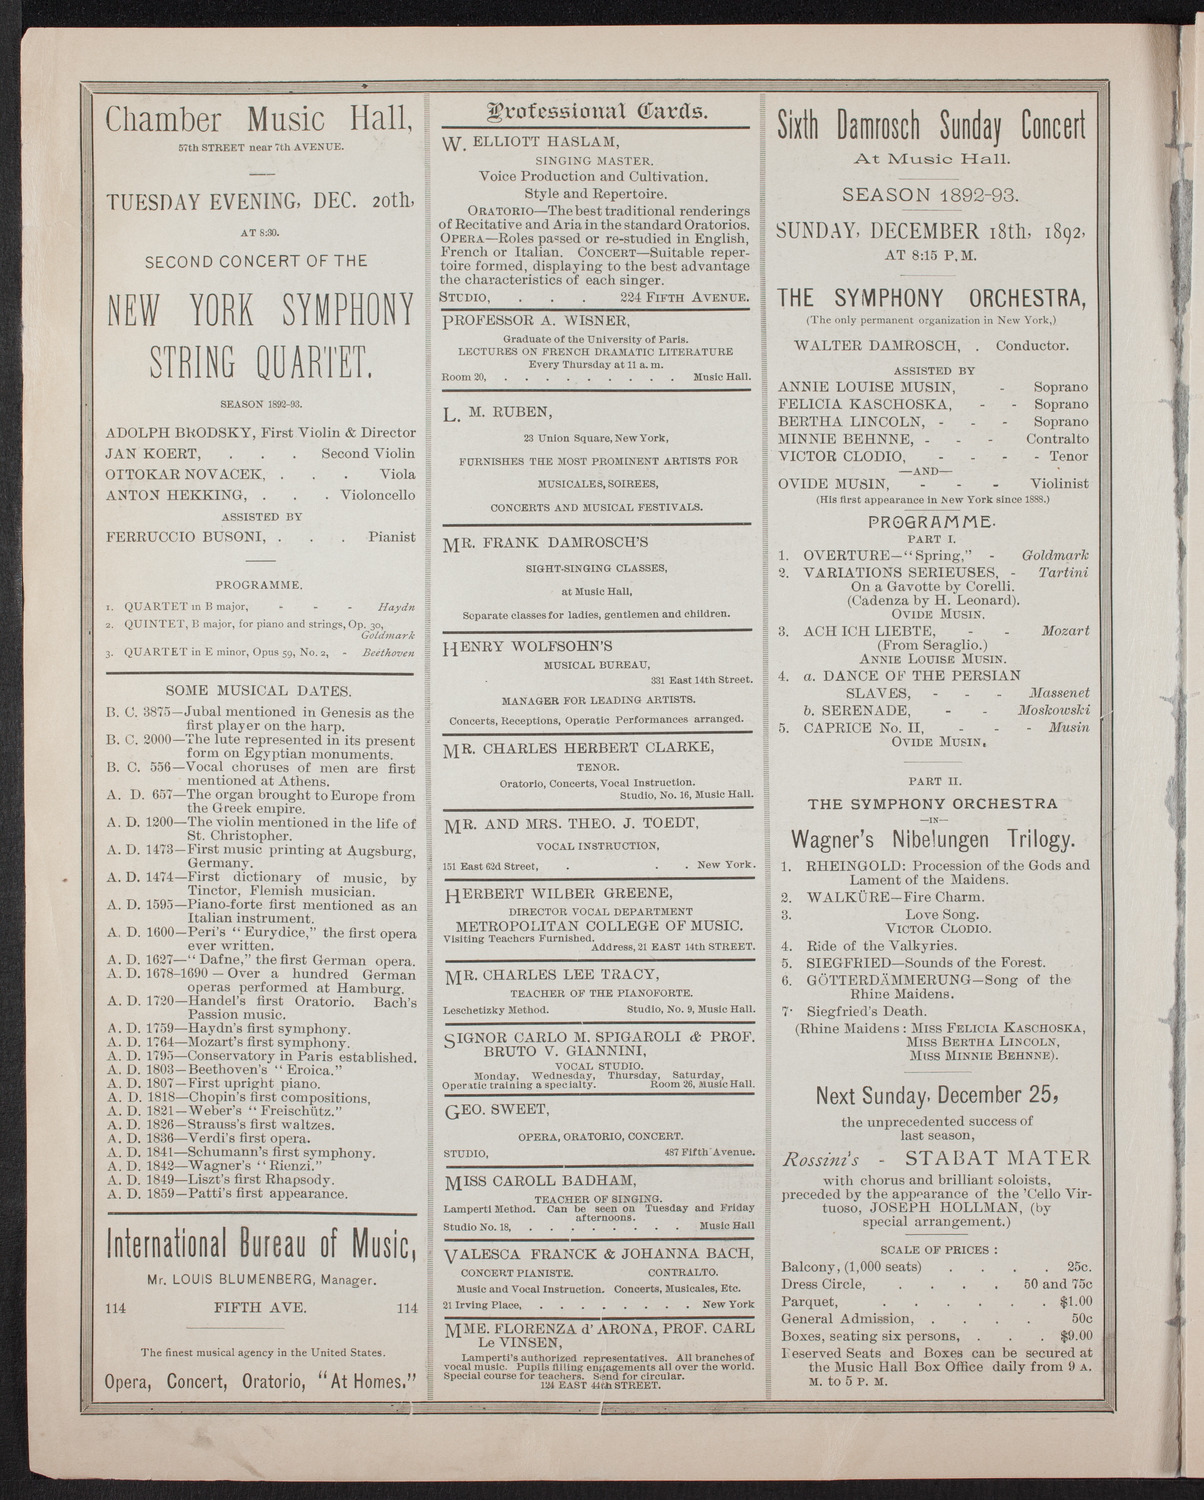 Chamber Music Hall,
57th STREET near 7th AVENUE.
TUESDAY EVENING, DEC. 20th,
AT 8:30.
SECOND CONCERT OF THE
NEW YORK SYMPHONY
STRING QUARTET.
SEASON 1892-93.
ADOLPH BRODSKY, First Violin & Director
JAN KOERT, . . . Second Violin
OTTOKAR NOVACEK, . . . Viola
ANTON HEKKING, . . . Violoncello
ASSISTED BY
FERRUCCIO BUSONI, . . . Pianist
PROGRAMME.
1. QUARTET in B major, - - - Haydn
2. QUINTET, B major, for piano and strings, Op. 30,
Goldmark
3. QUARTET in E minor, Opus 59, No. 2, - Beethoven
SOME MUSICAL DATES.
B. C. 3875—Jubal mentioned in Genesis as the
first player on the harp.
B. C. 2000—The lute represented in its present
form on Egyptian monuments.
B. C. 556—Vocal choruses of men are first
mentioned at Athens.
A. D. 657—The organ brought to Europe from
the Greek empire.
A. D. 1200—The violin mentioned in the life of
St. Christopher.
A. D. 1473—First music printing at Augsburg,
Germany.
A. D. 1474—First dictionary of music, by
Tinctor, Flemish musician.
A. D. 1595—Piano-forte first mentioned as an
Italian instrument.
A. D. 1600—Peri's "Eurydice," the first opera
ever written.
A. D. 1627—"Dafne," the first German opera.
A. D. 1678-1690—Over a hundred German
operas performed at Hamburg.
A. D. 1720—Handel's first Oratorio. Bach's
Passion music.
A. D. 1759—Haydn's first symphony.
A. D. 1764—Mozart's first symphony.
A. D. 1795—Conservatory in Paris established.
A. D. 1803—Beethoven's "Eroica."
A. D. 1807—First upright piano.
A. D. 1818—Chopin's first compositions,
A. D. 1821—Weber's "Freischütz."
A. D. 1826—Strauss's first waltzes.
A. D. 1836—Verdi's first opera.
A. D. 1841—Schumann's first symphony.
A. D. 1842—Wagner's "Rienzi."
A. D. 1849—Liszt's first Rhapsody.
A. D. 1859—Patti's first appearance.
International Bureau of Music,
Mr. LOUIS BLUMENBERG, Manager.
114 FIFTH AVE. 114
The finest musical agency in the United States.
Opera, Concert, Oratorio, "At Homes."
Professional Cards.
W. ELLIOTT HASLAM,
SINGING MASTER.
Voice Production and Cultivation.
Style and Repertoire.
ORATORIO—The best traditional renderings
of Recitative and Aria in the standard Oratorios.
OPERA—Roles passed or re-studied in English,
French or Italian. CONCERT—Suitable reper-
toire formed, displaying to the best advantage
the characteristics of each singer.
STUDIO, . . . 224 FIFTH AVENUE.
PROFESSOR A. WISNER,
Graduate of the University of Paris.
LECTURES ON FRENCH DRAMATIC LITERATURE
Every Thursday at 11 a. m.
Room 20, . . . . . . . . . Music Hall.
L. M. RUBEN,
23 Union Square, New York,
FURNISHES THE MOST PROMINENT ARTISTS FOR
MUSICALES, SOIREES,
CONCERTS AND MUSICAL FESTIVALS.
MR. FRANK DAMROSCH'S
SIGHT-SINGING CLASSES,
at Music Hall,
Separate classes for ladies, gentlemen and children.
HENRY WOLFSOHN'S
MUSICAL BUREAU,
331 East 14th Street.
MANAGER FOR LEADING ARTISTS.
Concerts, Receptions, Operatic Performances arranged.
MR. CHARLES HERBERT CLARKE,
TENOR.
Oratorio, Concerts, Vocal Instruction.
Studio, No. 16, Music Hall.
MR. AND MRS. THEO. J. TOEDT,
VOCAL INSTRUCTION,
151 East 62d Street, . . . New York.
HERBERT WILBER GREENE,
DIRECTOR VOCAL DEPARTMENT
METROPOLITAN COLLEGE OF MUSIC.
Visiting Teachers Furnished.
Address, 21 EAST 14th STREET.
MR. CHARLES LEE TRACY,
TEACHER OF THE PIANOFORTE.
Leschetizky Method. Studio, No. 9, Music Hall.
SIGNOR CARLO M. SPIGAROLI & PROF.
BRUTO V. GIANNINI,
VOCAL STUDIO.
Monday, Wednesday, Thursday, Saturday,
Operatic training a specialty. Room 26, Music Hall.
GEO. SWEET,
OPERA, ORATORIO, CONCERT.
STUDIO, 487 Fifth Avenue.
MISS CAROLL BADHAM,
TEACHER OF SINGING.
Lamperti Method. Can be seen on Tuesday and Friday
afternoons.
Studio No. 18, . . . . . . . . Music Hall
VALESCA FRANCK & JOHANNA BACH,
CONCERT PIANISTE. CONTRALTO.
Music and Vocal Instruction. Concerts, Musicales, Etc.
21 Irving Place, . . . . . . . . New York
MME. FLORENZA d' ARONA, PROF. CARL
Le VINSEN,
Lamperti's authorized representatives. All branches of
vocal music. Pupils filling engagements all over the world.
Special course for teachers. Send for circular.
124 EAST 44th STREET.
Sixth Damrosch Sunday Concert
At Music Hall.
SEASON 1892-93.
SUNDAY, DECEMBER 18th, 1892,
AT 8:15 P.M.
THE SYMPHONY ORCHESTRA,
(The only permanent organization in New York,)
WALTER DAMROSCH, . Conductor.
ASSISTED BY
ANNIE LOUISE MUSIN, - Soprano
FELICIA KASCHOSKA, - - Soprano
BERTHA LINCOLN, - - - Soprano
MINNIE BEHNNE, - - - Contralto
VICTOR CLODIO, - - - - Tenor
—AND—
OVIDE MUSIN, - - - Violinist
(His first appearance in New York since 1888.)
PROGRAMME.
PART I.
1. OVERTURE—"Spring," - Goldmark
2. VARIATIONS SERIEUSES, - Tartini
On a Gavotte by Corelli.
(Cadenza by H. Leonard).
OVIDE MUSIN.
3. ACH ICH LIEBTE, - - Mozart
(From Seraglio.)
ANNIE LOUISE MUSIN.
4. a. DANCE OF THE PERSIAN
SLAVES, - - - Massenet
b. SERENADE, - - Moskowski
5. CAPRICE No. II, - - - Musin
OVIDE MUSIN.
PART II.
THE SYMPHONY ORCHESTRA
—IN—
Wagner's Nibelungen Trilogy.
1. RHEINGOLD: Procession of the Gods and
Lament of the Maidens.
2. WALKÜRE—Fire Charm.
3. Love Song.
VICTOR CLODIO.
4. Ride of the Valkyries.
5. SIEGFRIED—Sounds of the Forest.
6. GÖTTERDÄMMERUNG—Song of the
Rhine Maidens.
7. Siegfried's Death.
(Rhine Maidens: MISS FELICIA KASCHOSKA,
MISS BERTHA LINCOLN,
MISS MINNIE BEHNNE).
Next Sunday, December 25,
the unprecedented success of
last season,
Rossini's - STABAT MATER
with chorus and brilliant soloists,
preceded by the appearance of the 'Cello Vir-
tuoso, JOSEPH HOLLMAN, (by
special arrangement.)
SCALE OF PRICES:
Balcony, (1,000 seats) . . . . 25c.
Dress Circle, . . . . 50 and 75c
Parquet, . . . . . . $1.00
General Admission, . . . . 50c
Boxes, seating six persons, . . . $9.00
Reserved Seats and Boxes can be secured at
the Music Hall Box Office daily from 9 A.
M. to 5 P. M.